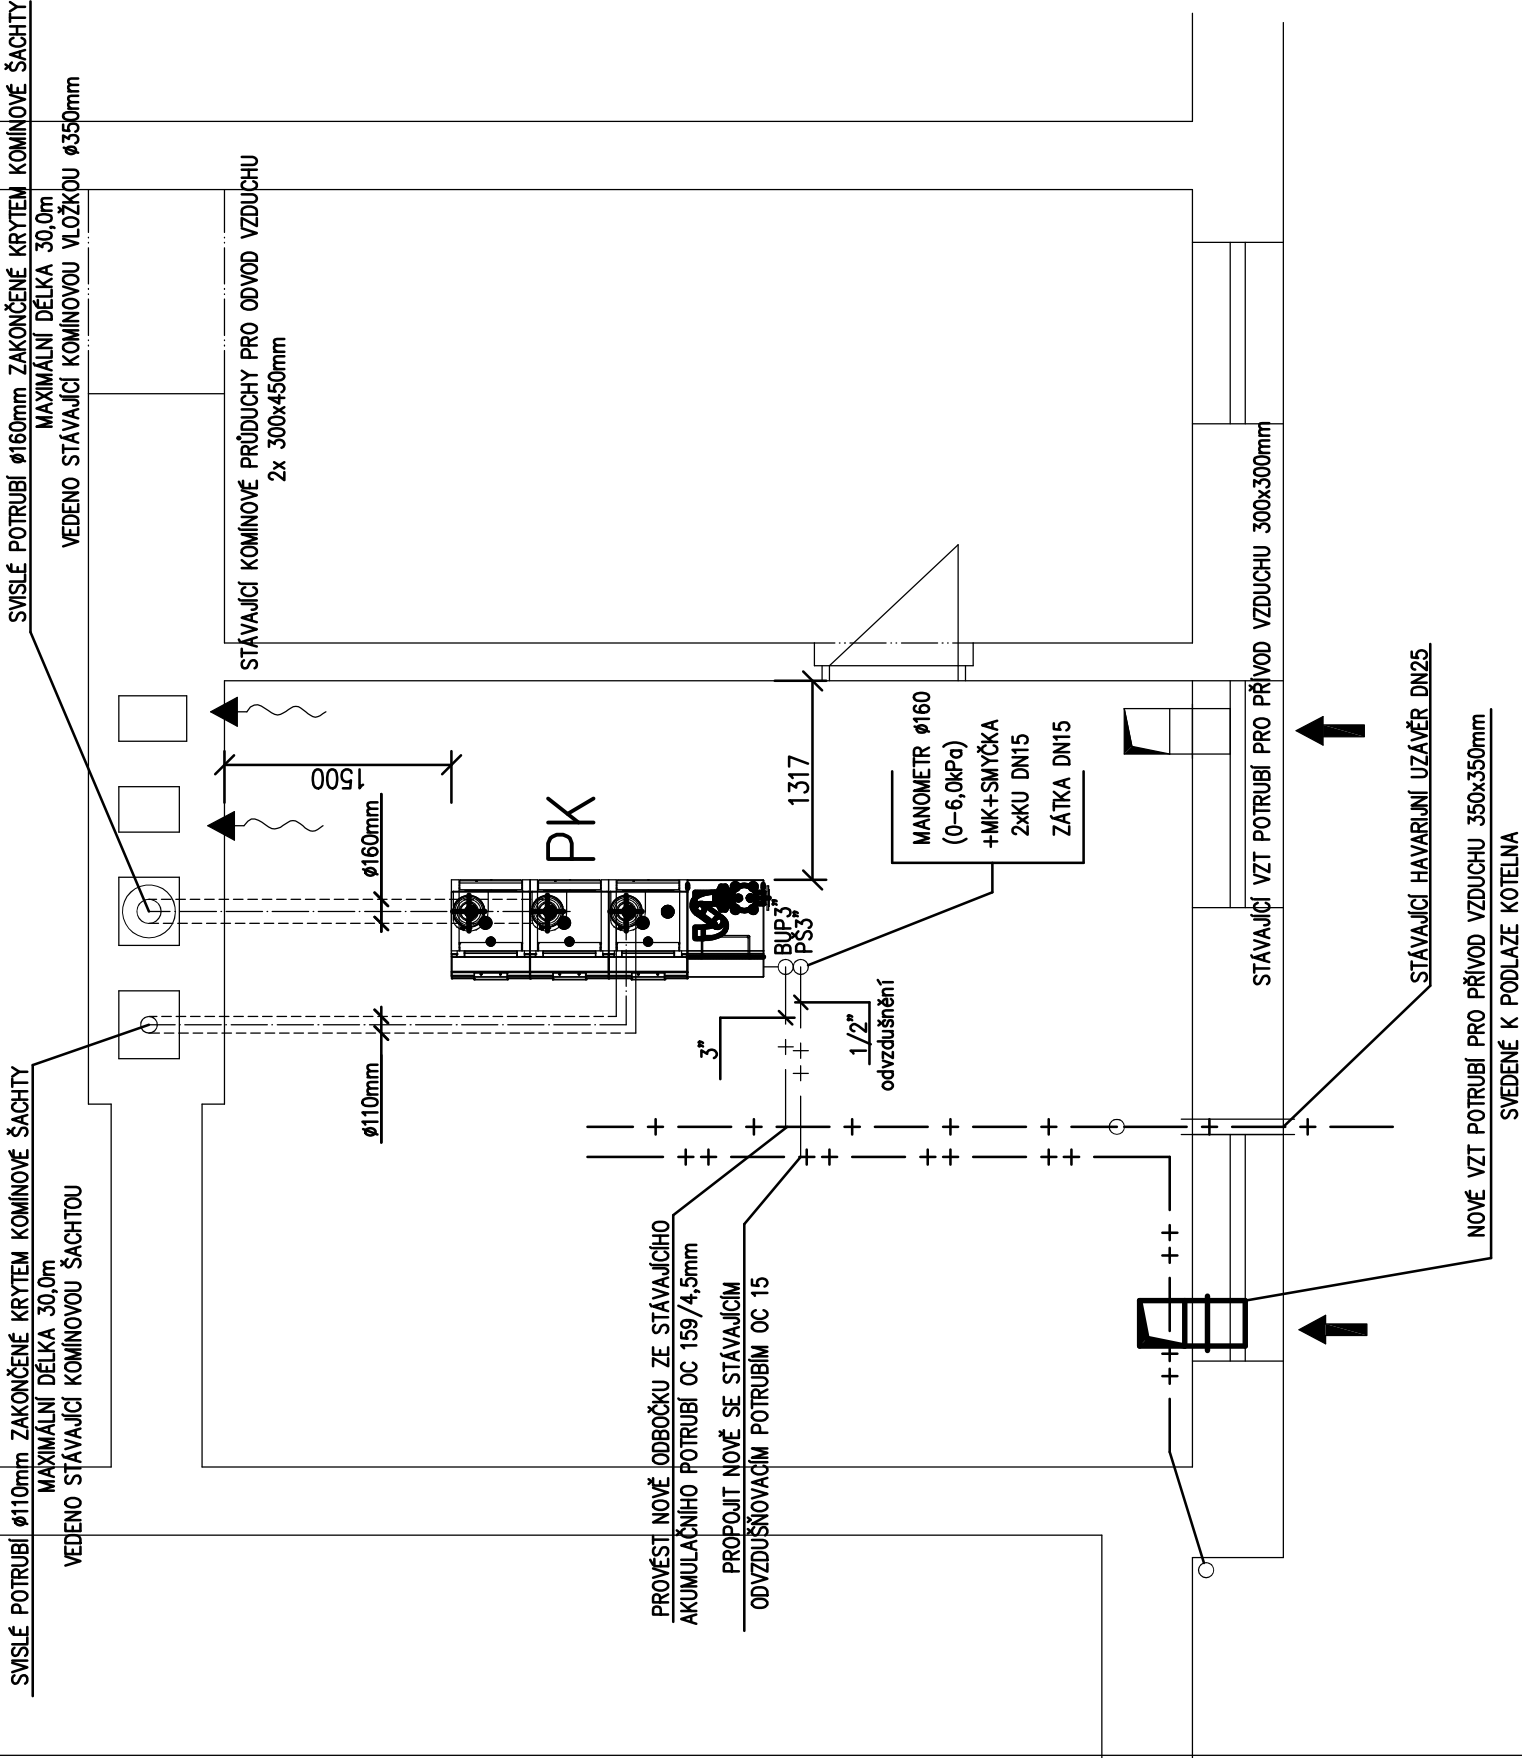 SVISLÉ POTRUBÍ ø160mm ZAKONČENÉ KRYTEM KOMÍNOVÉ ŠACHTY
MAXIMÁLNÍ DÉLKA 30,0m
VEDENO STÁVAJÍCÍ KOMÍNOVOU VLOŽKOU ø350mm
STÁVAJÍCÍ KOMÍNOVÉ PRŮDUCHY PRO ODVOD VZDUCHU
2x 300x450mm
SVISLÉ POTRUBÍ ø110mm ZAKONČENÉ KRYTEM KOMÍNOVÉ ŠACHTY
MAXIMÁLNÍ DÉLKA 30,0m
VEDENO STÁVAJÍCÍ KOMÍNOVOU ŠACHTOU
1500
ø160mm
ø110mm
PK
1317
BUP3"
PŠ3"
3"
1/2"
odvzdušnění
MANOMETR ø160
(0-6,0kPa)
+MK+SMYČKA
2xKU DN15
ZÁTKA DN15
PROVÉST NOVĚ ODBOČKU ZE STÁVAJÍCÍHO
AKUMULAČNÍHO POTRUBÍ OC 159/4,5mm
PROPOJIT NOVĚ SE STÁVAJÍCÍM
ODVZDUŠŇOVACÍM POTRUBÍM OC 15
STÁVAJÍCÍ VZT POTRUBÍ PRO PŘÍVOD VZDUCHU 300x300mm
STÁVAJÍCÍ HAVARIJNÍ UZÁVĚR DN25
NOVÉ VZT POTRUBÍ PRO PŘÍVOD VZDUCHU 350x350mm
SVEDENÉ K PODLAZE KOTELNA